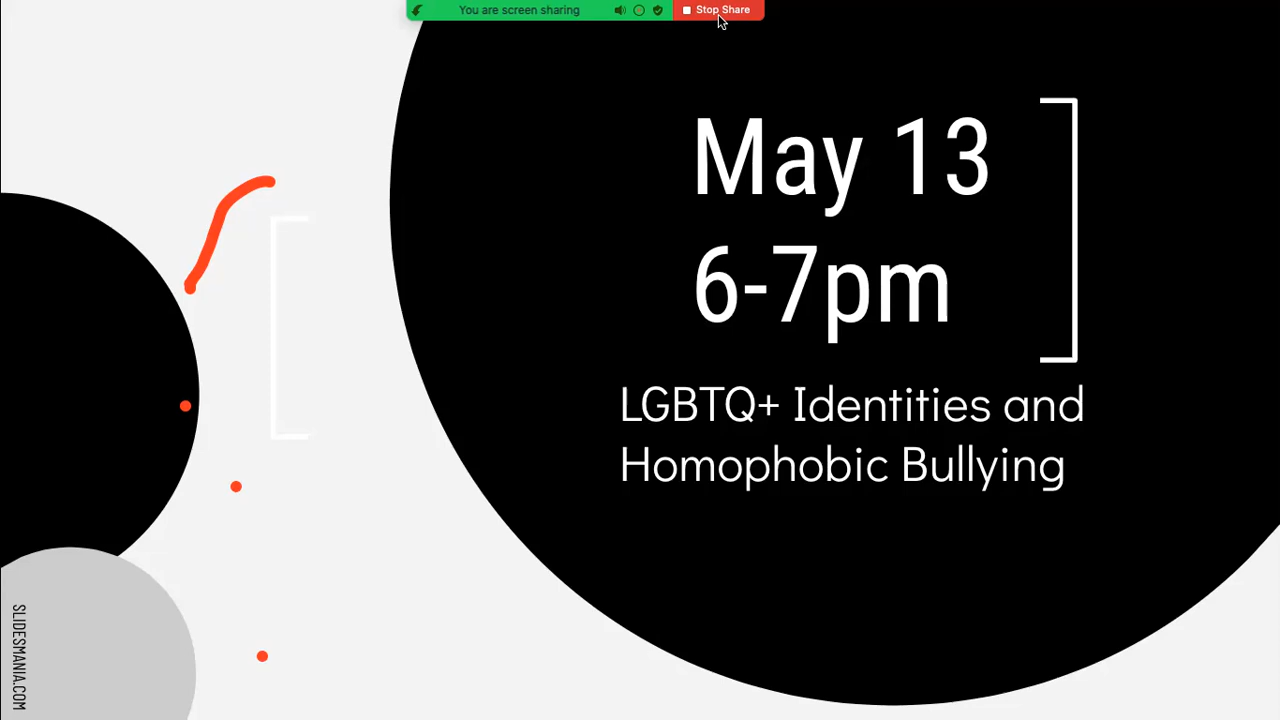 You are screen sharing
Stop Share
May 13
6-7pm
LGBTQ+ Identities and
Homophobic Bullying
SLIDESMANIA.COM